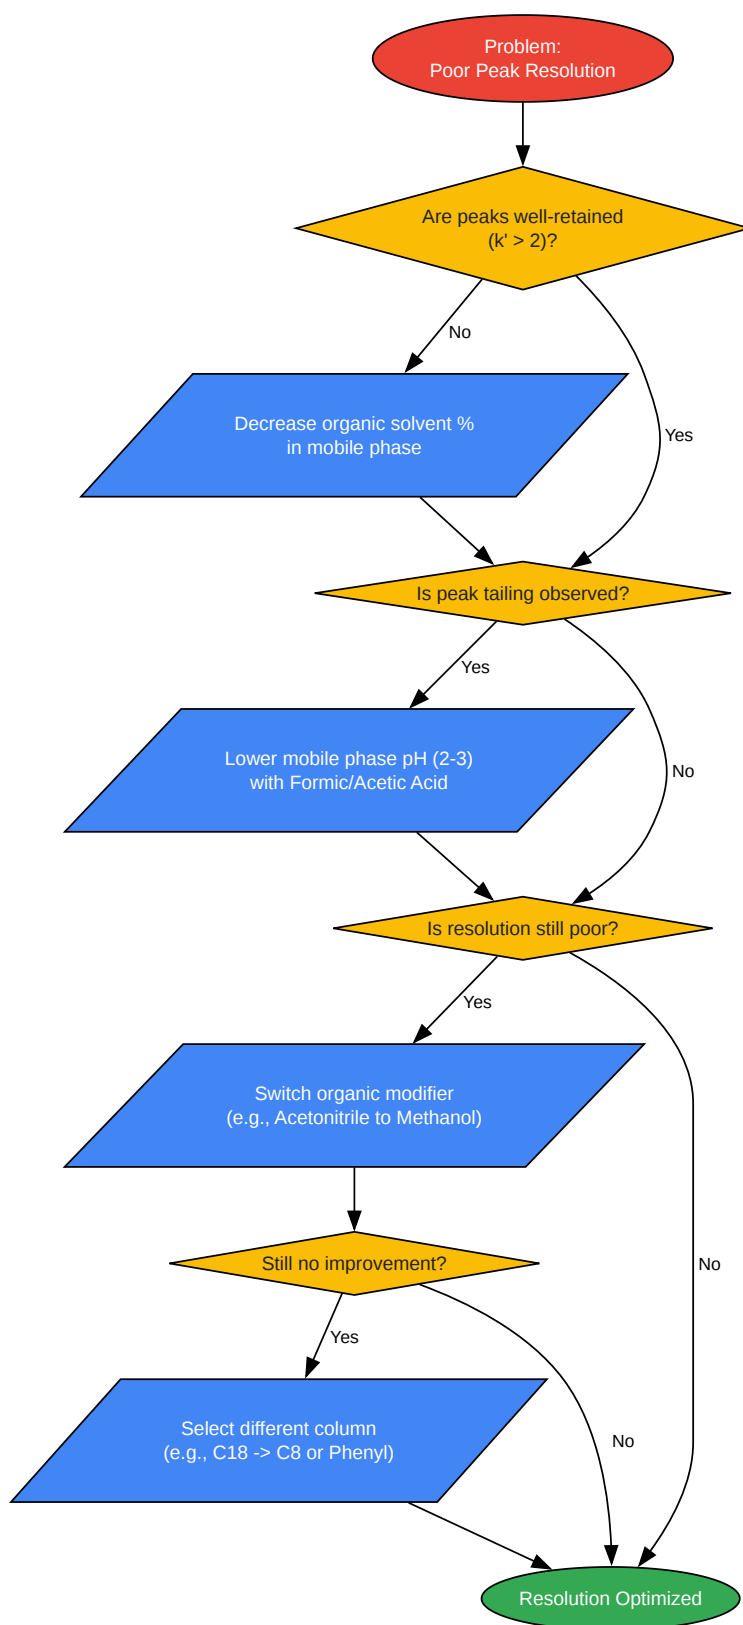 Problem:
Poor Peak Resolution
Are peaks well-retained
(k' > 2)?
No
Yes
Decrease organic solvent %
in mobile phase
Is peak tailing observed?
Yes
No
Lower mobile phase pH (2-3)
with Formic/Acetic Acid
Is resolution still poor?
Yes
No
Switch organic modifier
(e.g., Acetonitrile to Methanol)
Still no improvement?
Yes
No
Select different column
(e.g., C18 -> C8 or Phenyl)
Resolution Optimized